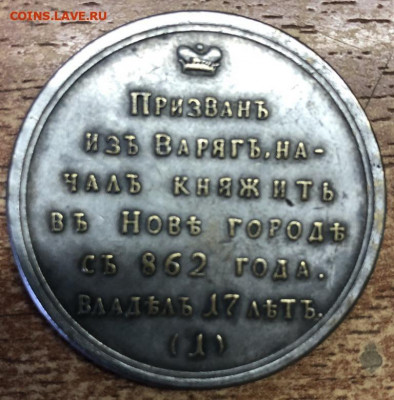 COINS.LAVE.RU
ПРИЗВАНЪ
ИЗЪ ВАРЯГЪ, НА-
ЧАЛЪ КНЯЖИТЬ
ВЪ НОВѢ ГОРОДѢ
СЪ 862 ГОДА.
ВЛАДѢЛЪ 17 ЛѢТЪ.
(1)